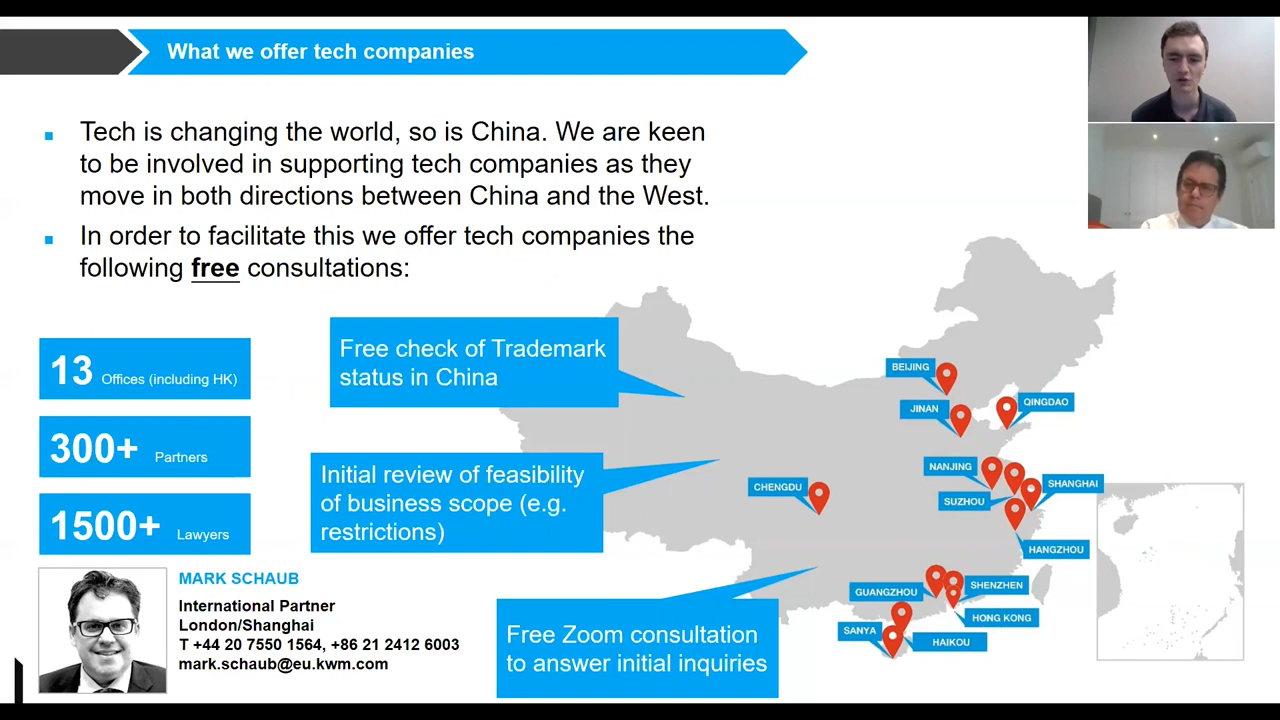 What we offer tech companies
Tech is changing the world, so is China. We are keen
to be involved in supporting tech companies as they
move in both directions between China and the West.
In order to facilitate this we offer tech companies the
following free consultations:
13 Offices (including HK)
300+ Partners
1500+ Lawyers
Free check of Trademark
status in China
Initial review of feasibility
of business scope (e.g.
restrictions)
Free Zoom consultation
to answer initial inquiries
BEIJING
JINAN
QINGDAO
NANJING
SUZHOU
SHANGHAI
CHENGDU
HANGZHOU
GUANGZHOU
SHENZHEN
HONG KONG
SANYA
HAIKOU
MARK SCHAUB
International Partner
London/Shanghai
T +44 20 7550 1564, +86 21 2412 6003
mark.schaub@eu.kwm.com